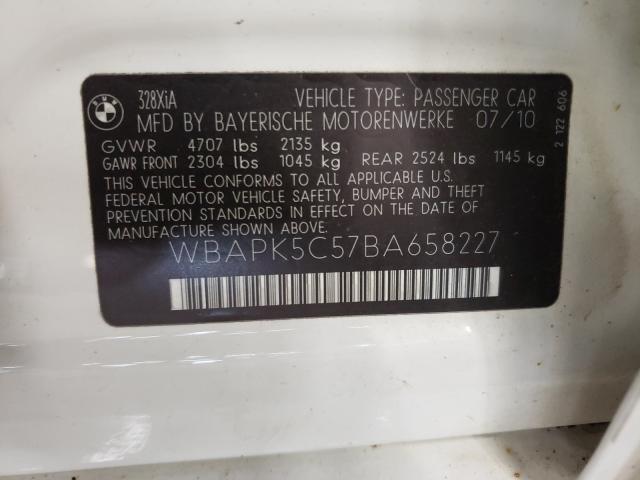 BMW
328XiA VEHICLE TYPE: PASSENGER CAR
MFD BY BAYERISCHE MOTORENWERKE 07/10
GVWR 4707 lbs 2135 kg
GAWR FRONT 2304 lbs 1045 kg REAR 2524 lbs 1145 kg
THIS VEHICLE CONFORMS TO ALL APPLICABLE U.S.
FEDERAL MOTOR VEHICLE SAFETY, BUMPER AND THEFT
PREVENTION STANDARDS IN EFFECT ON THE DATE OF
MANUFACTURE SHOWN ABOVE.
WBAPK5C57BA658227
2 122 606